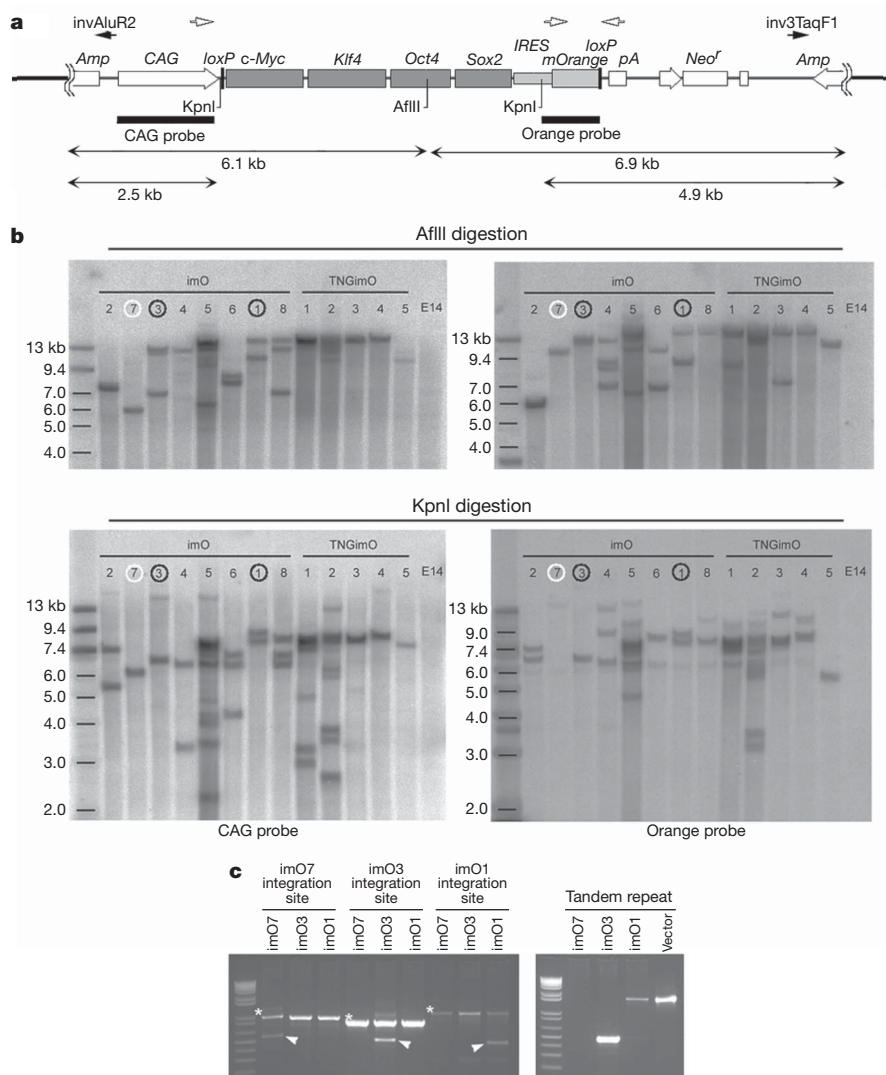 a
invAluR2
inv3TaqF1
Amp CAG loxP c-Myc Klf4 Oct4 Sox2 IRES mOrange loxP pA Neoʳ Amp
KpnI AflII KpnI
CAG probe Orange probe
6.1 kb 6.9 kb
2.5 kb 4.9 kb
b
AflII digestion
imO TNGimO
2 7 3 4 5 6 1 8 1 2 3 4 5 E14
13 kb
9.4
7.0
6.0
5.0
4.0
imO TNGimO
2 7 3 4 5 6 1 8 1 2 3 4 5 E14
13 kb
9.4
7.0
6.0
5.0
4.0
KpnI digestion
imO TNGimO
2 7 3 4 5 6 1 8 1 2 3 4 5 E14
13 kb
9.4
7.4
6.0
5.0
4.0
3.0
2.0
CAG probe
imO TNGimO
2 7 3 4 5 6 1 8 1 2 3 4 5 E14
13 kb
9.0
7.4
6.0
5.0
4.0
3.0
2.0
Orange probe
c
imO7
integration
site
imO3
integration
site
imO1
integration
site
Tandem repeat
imO7 imO3 imO1 imO7 imO3 imO1 imO7 imO3 imO1
imO7 imO3 imO1 Vector
* * *